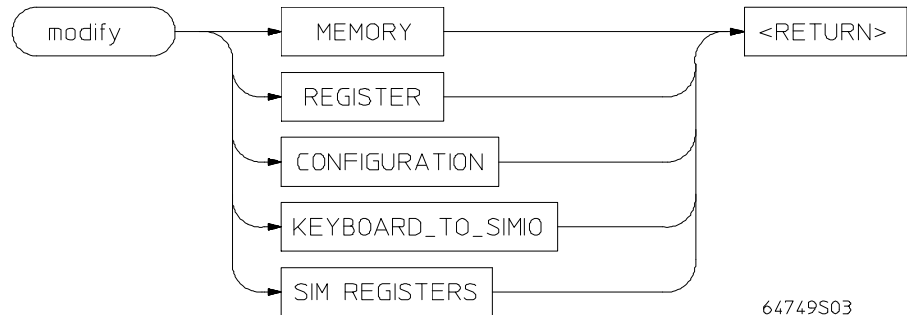 modify
MEMORY
<RETURN>
REGISTER
CONFIGURATION
KEYBOARD_TO_SIMIO
SIM REGISTERS
64749S03